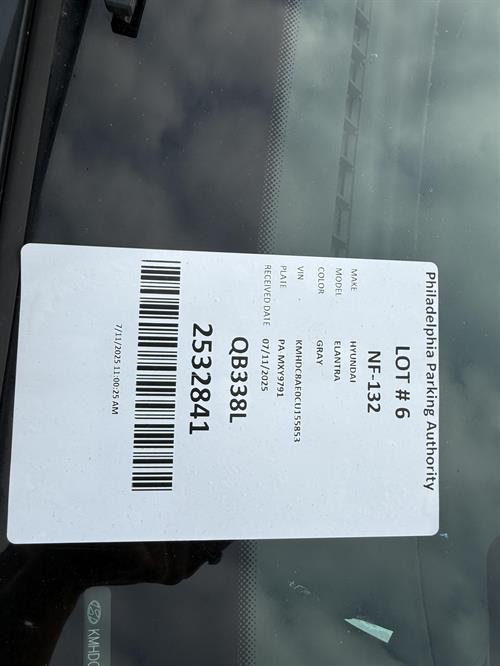 Philadelphia Parking Authority
LOT # 6
NF-132
MAKE HYUNDAI
MODEL ELANTRA
COLOR GRAY
VIN KMHDC8AE0CU155853
PLATE PA MXY9791
RECEIVED DATE 07/11/2025
QB338L
2532841
7/11/2025 11:00:25 AM
KMHDC